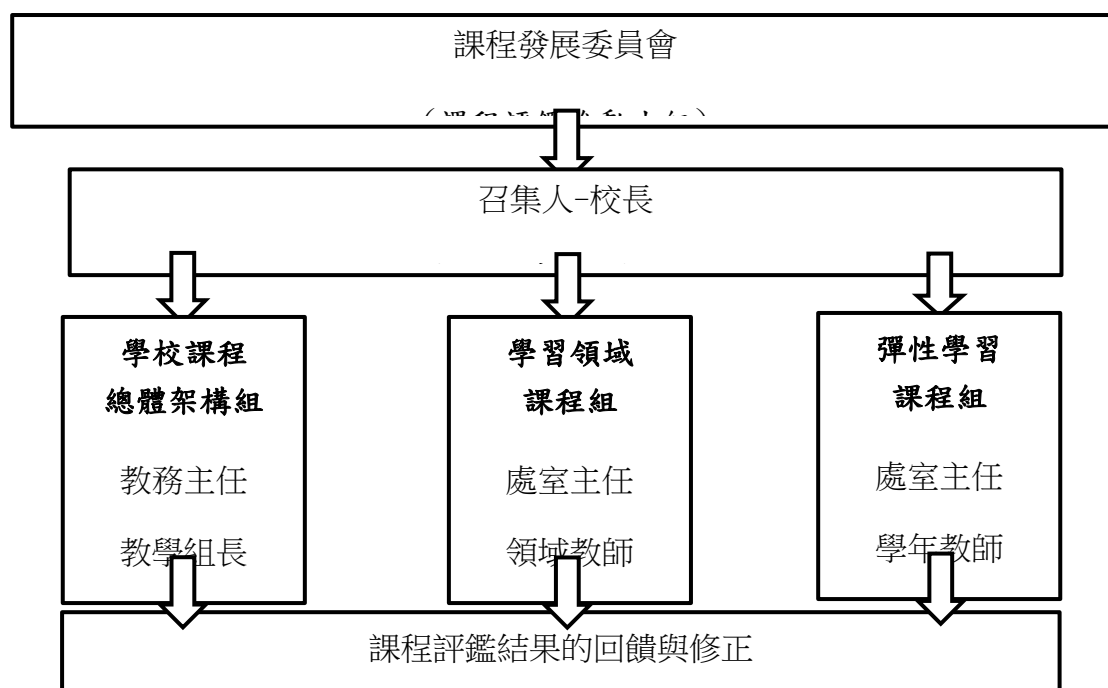 課程發展委員會
召集人-校長
學校課程
總體架構組
教務主任
教學組長
學習領域
課程組
處室主任
領域教師
彈性學習
課程組
處室主任
學年教師
課程評鑑結果的回饋與修正